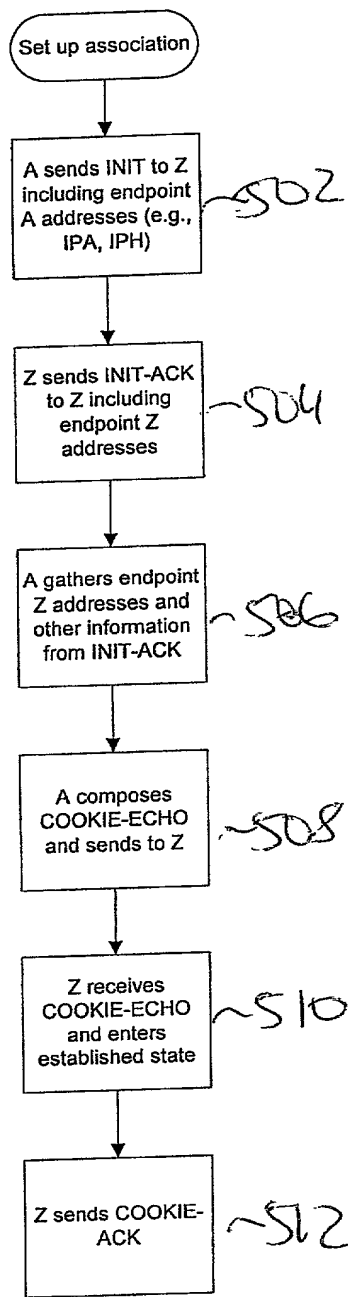 Set up association
A sends INIT to Z
including endpoint
A addresses (e.g.,
IPA, IPH)
~502
Z sends INIT-ACK
to Z including
endpoint Z
addresses
~504
A gathers endpoint
Z addresses and
other information
from INIT-ACK
~506
A composes
COOKIE-ECHO
and sends to Z
~508
Z receives
COOKIE-ECHO
and enters
established state
~510
Z sends COOKIE-
ACK
~512